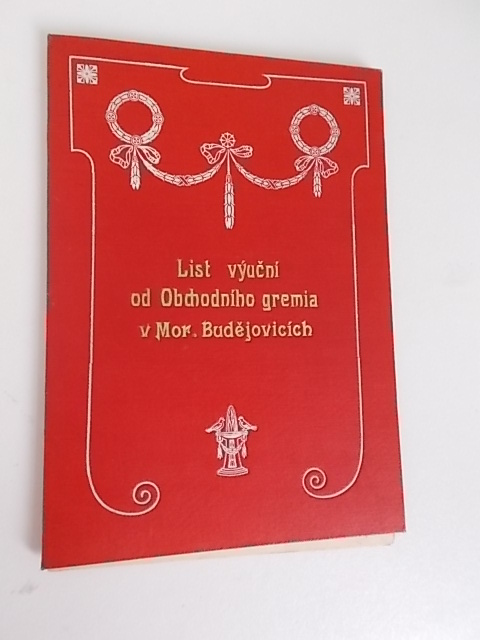 List výuční
od Obchodního gremia
v Mor. Budějovicích